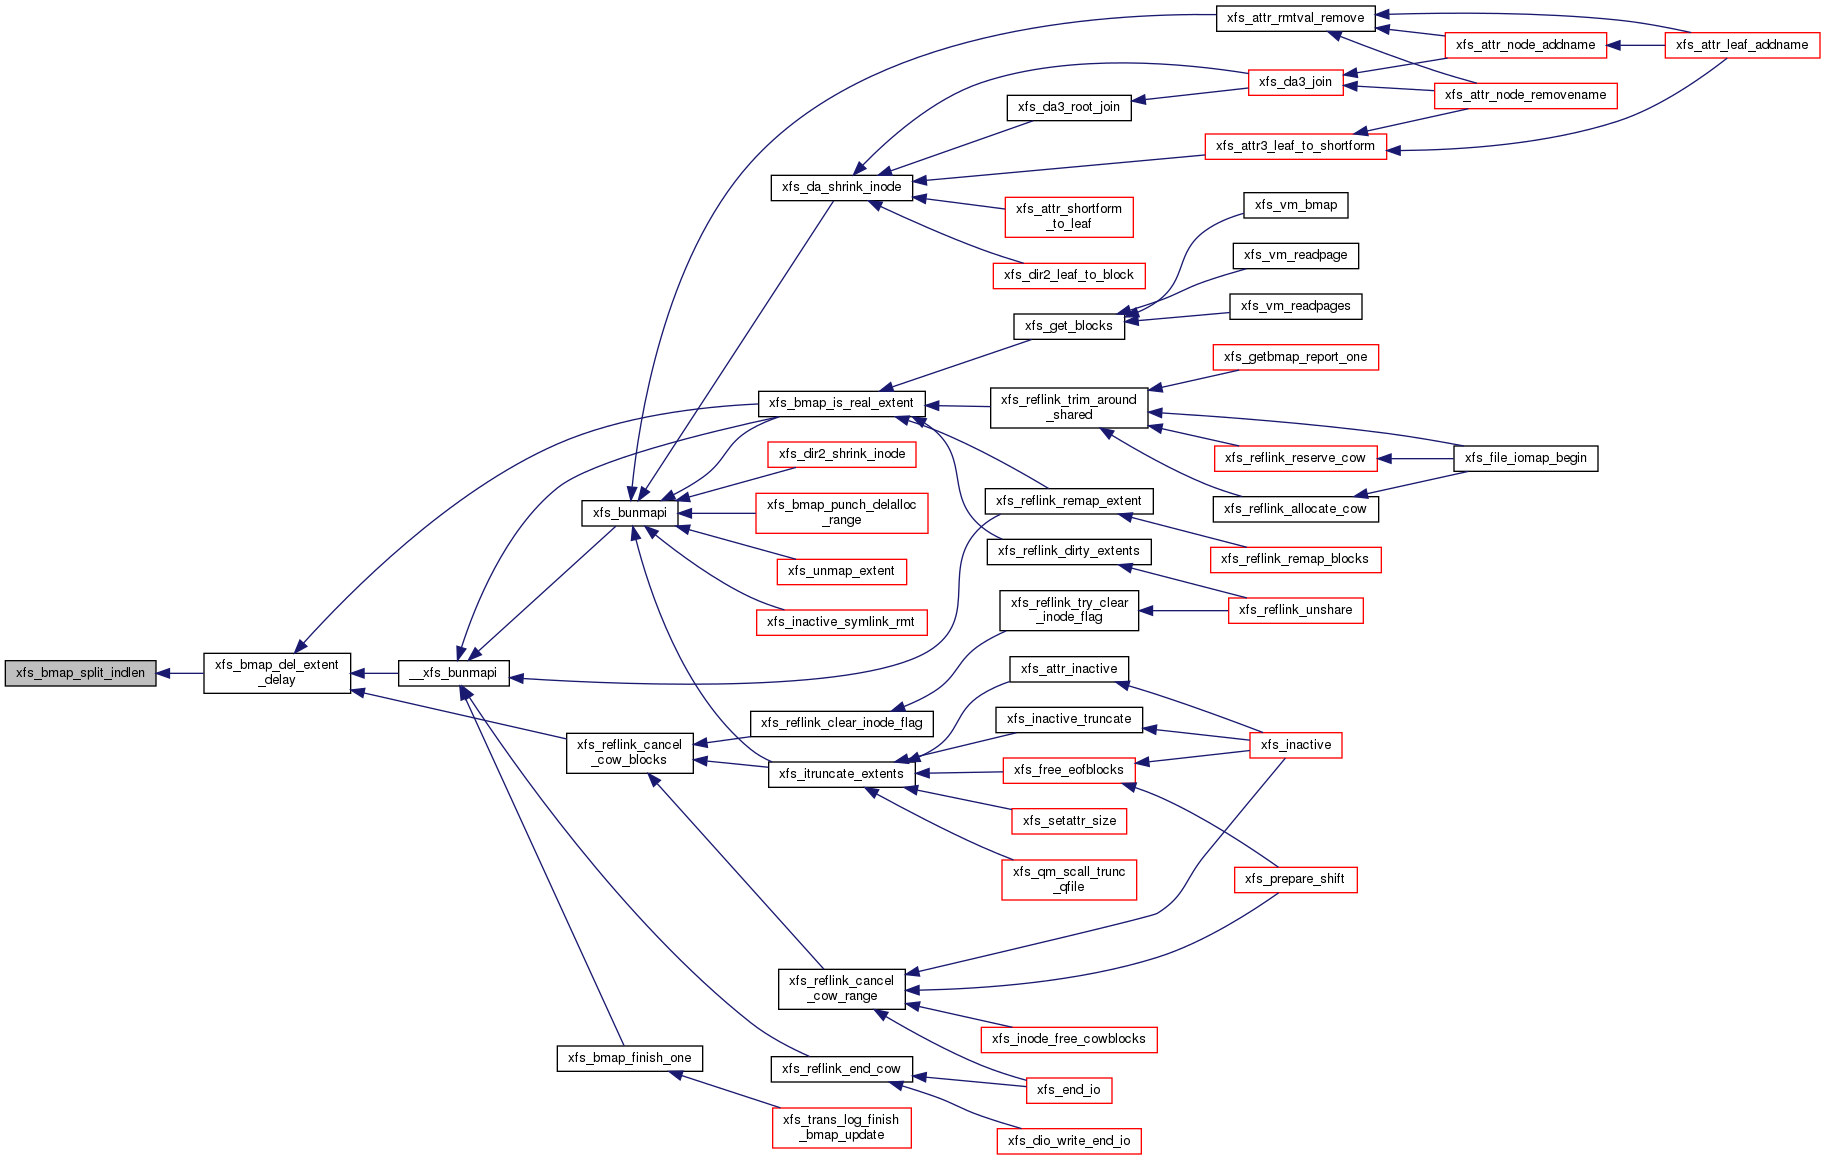 xfs_bmap_split_indlen
xfs_bmap_del_extent
_delay
__xfs_bunmapi
xfs_reflink_cancel
_cow_blocks
xfs_bunmapi
xfs_bmap_finish_one
xfs_da_shrink_inode
xfs_bmap_is_real_extent
xfs_dir2_shrink_inode
xfs_bmap_punch_delalloc
_range
xfs_unmap_extent
xfs_inactive_symlink_rmt
xfs_reflink_clear_inode_flag
xfs_itruncate_extents
xfs_reflink_cancel
_cow_range
xfs_reflink_end_cow
xfs_trans_log_finish
_bmap_update
xfs_da3_root_join
xfs_attr_shortform
_to_leaf
xfs_dir2_leaf_to_block
xfs_get_blocks
xfs_reflink_trim_around
_shared
xfs_reflink_remap_extent
xfs_reflink_dirty_extents
xfs_reflink_try_clear
_inode_flag
xfs_attr_inactive
xfs_inactive_truncate
xfs_free_eofblocks
xfs_setattr_size
xfs_qm_scall_trunc
_qfile
xfs_inode_free_cowblocks
xfs_end_io
xfs_dio_write_end_io
xfs_attr_rmtval_remove
xfs_da3_join
xfs_attr3_leaf_to_shortform
xfs_vm_bmap
xfs_vm_readpage
xfs_vm_readpages
xfs_getbmap_report_one
xfs_reflink_reserve_cow
xfs_reflink_allocate_cow
xfs_reflink_remap_blocks
xfs_reflink_unshare
xfs_inactive
xfs_prepare_shift
xfs_attr_node_addname
xfs_attr_node_removename
xfs_file_iomap_begin
xfs_attr_leaf_addname